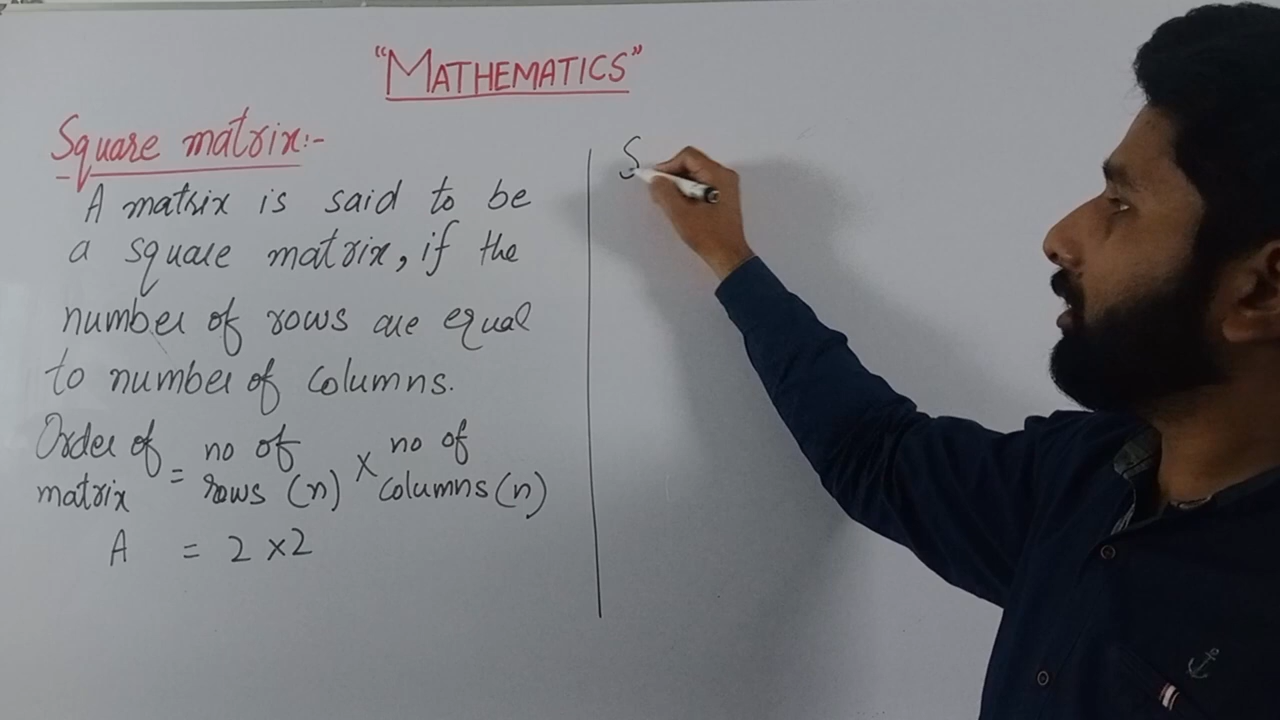 "MATHEMATICS"
Square matrix:-
A matrix is said to be
a square matrix, if the
number of rows are equal
to number of columns.
Order of matrix = no of rows (n) × no of columns (n)
A = 2 × 2
S